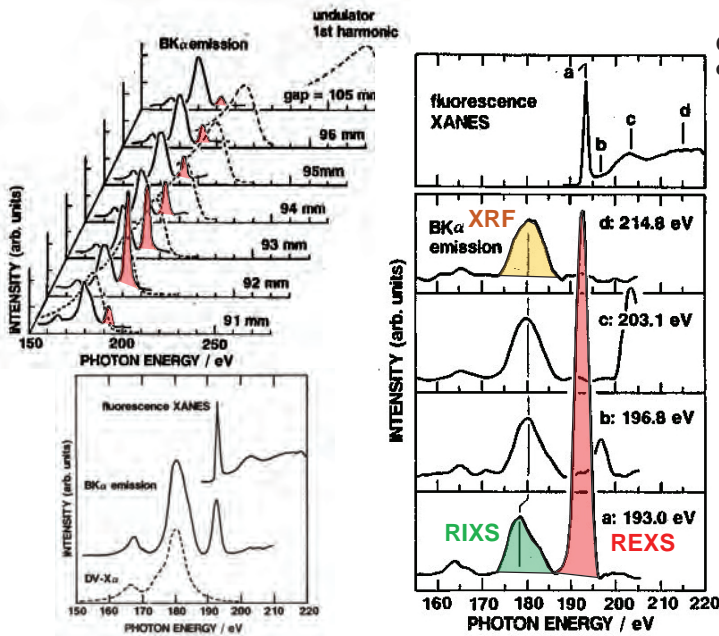 undulator
1st harmonic
BKα emission
gap = 105 mm
96 mm
95mm
94 mm
93 mm
92 mm
91 mm
INTENSITY (arb. units)
150 200 250
PHOTON ENERGY / eV
fluorescence XANES
BKα emission
DV-Xα
INTENSITY (arb. units)
150 160 170 180 190 200 210 220
PHOTON ENERGY / eV
fluorescence
XANES
a
b
c
d
BKα XRF
emission
d: 214.8 eV
c: 203.1 eV
b: 196.8 eV
a: 193.0 eV
RIXS
REXS
INTENSITY (arb. units)
160 170 180 190 200 210 220
PHOTON ENERGY / eV